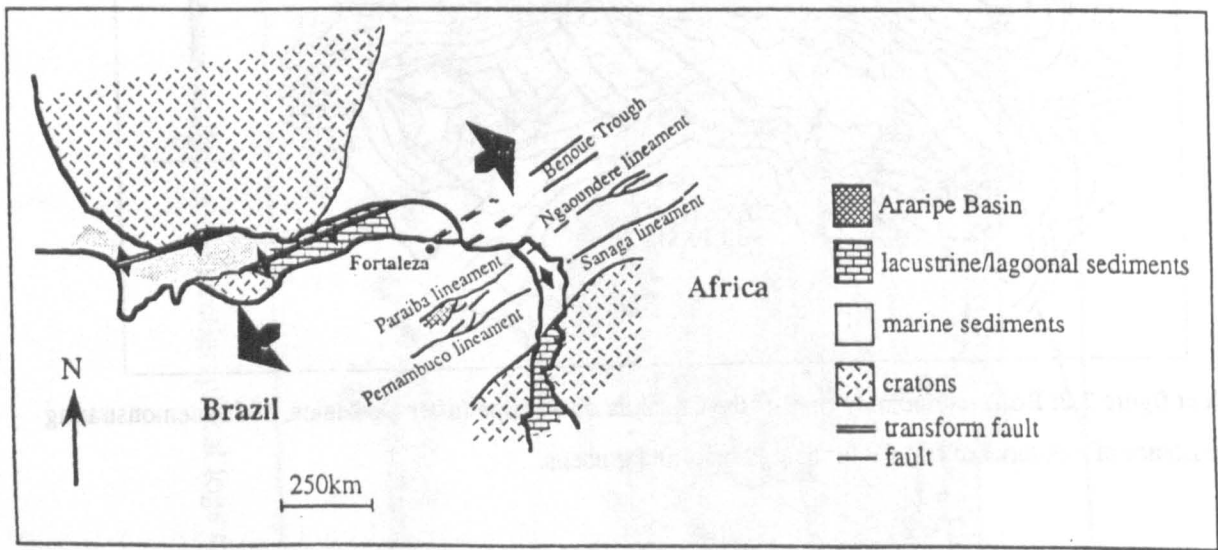 Benoue Trough
Ngaoundere lineament
Sanaga lineament
Fortaleza
Paraiba lineament
Pernambuco lineament
Africa
Brazil
N
250km
Araripe Basin
lacustrine/lagoonal sediments
marine sediments
cratons
transform fault
fault